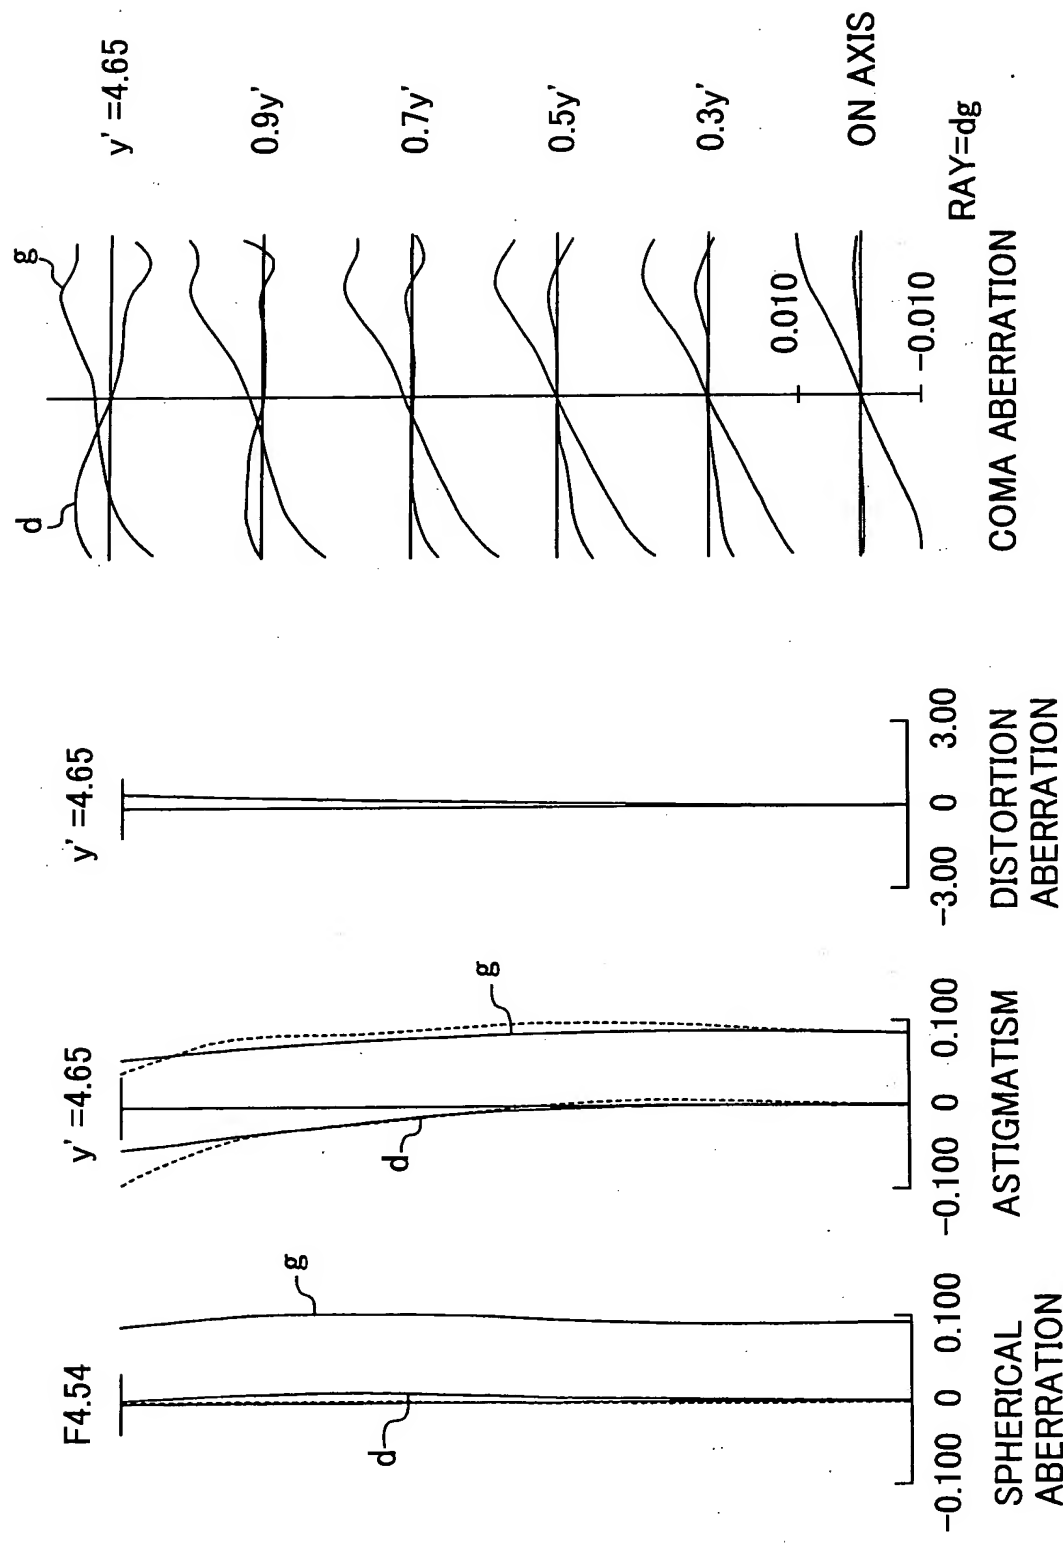 F4.54
g
d
-0.100 0 0.100
SPHERICAL
ABERRATION
y' =4.65
g
d
-0.100 0 0.100
ASTIGMATISM
y' =4.65
-3.00 0 3.00
DISTORTION
ABERRATION
d
g
y' =4.65
0.9y'
0.7y'
0.5y'
0.3y'
0.010
ON AXIS
-0.010
RAY=dg
COMA ABERRATION